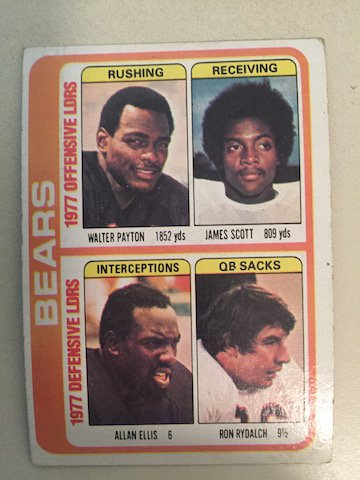 BEARS
1977 OFFENSIVE LDRS
RUSHING
RECEIVING
WALTER PAYTON 1852 yds
JAMES SCOTT 809 yds
1977 DEFENSIVE LDRS
INTERCEPTIONS
QB SACKS
ALLAN ELLIS 6
RON RYDALCH 9½